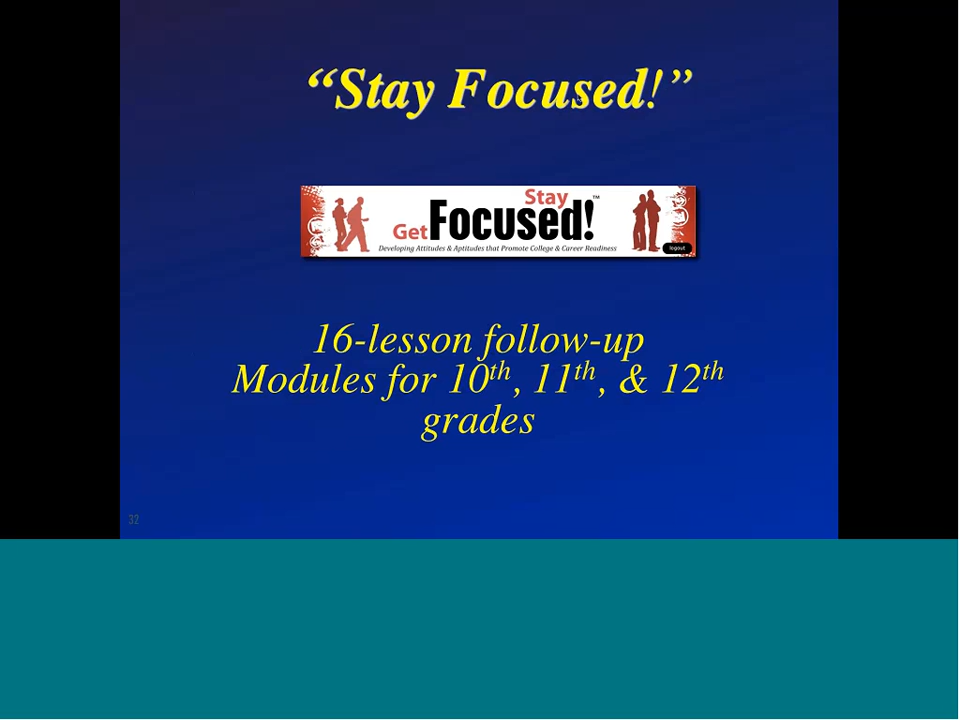 “Stay Focused!”
Stay
Get Focused!™
Developing Attitudes & Aptitudes that Promote College & Career Readiness
logout
16-lesson follow-up
Modules for 10th, 11th, & 12th
grades
32